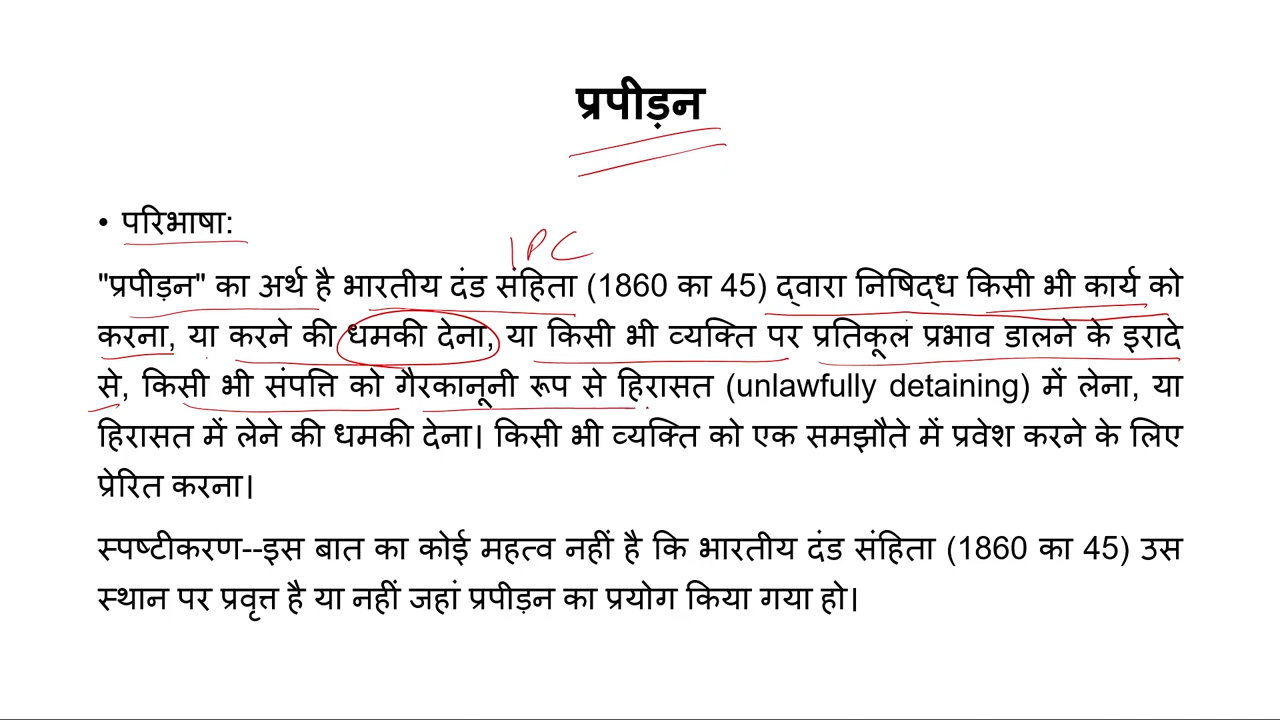 प्रपीड़न
• परिभाषा:
IPC
"प्रपीड़न" का अर्थ है भारतीय दंड संहिता (1860 का 45) द्वारा निषिद्ध किसी भी कार्य को
करना, या करने की धमकी देना, या किसी भी व्यक्ति पर प्रतिकूल प्रभाव डालने के इरादे
से, किसी भी संपत्ति को गैरकानूनी रूप से हिरासत (unlawfully detaining) में लेना, या
हिरासत में लेने की धमकी देना। किसी भी व्यक्ति को एक समझौते में प्रवेश करने के लिए
प्रेरित करना।
स्पष्टीकरण--इस बात का कोई महत्व नहीं है कि भारतीय दंड संहिता (1860 का 45) उस
स्थान पर प्रवृत्त है या नहीं जहां प्रपीड़न का प्रयोग किया गया हो।